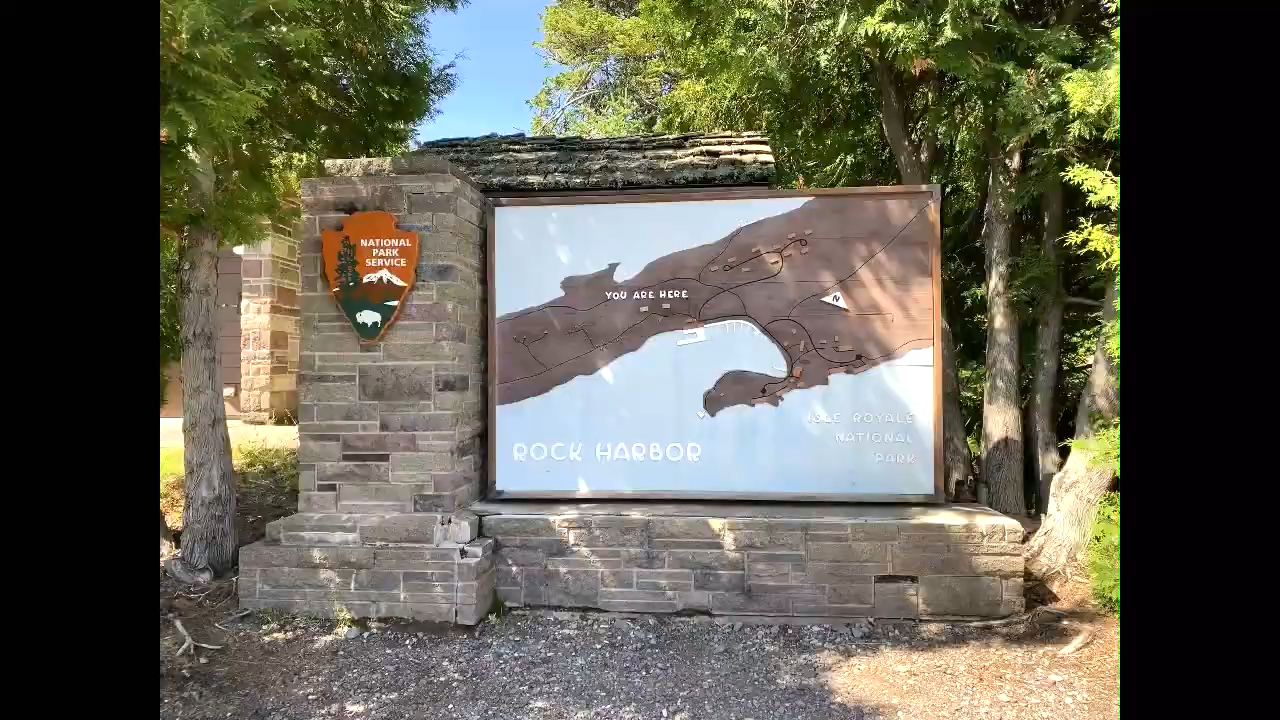 NATIONAL
PARK
SERVICE
YOU ARE HERE
N
ROCK HARBOR
ISLE ROYALE
NATIONAL
PARK